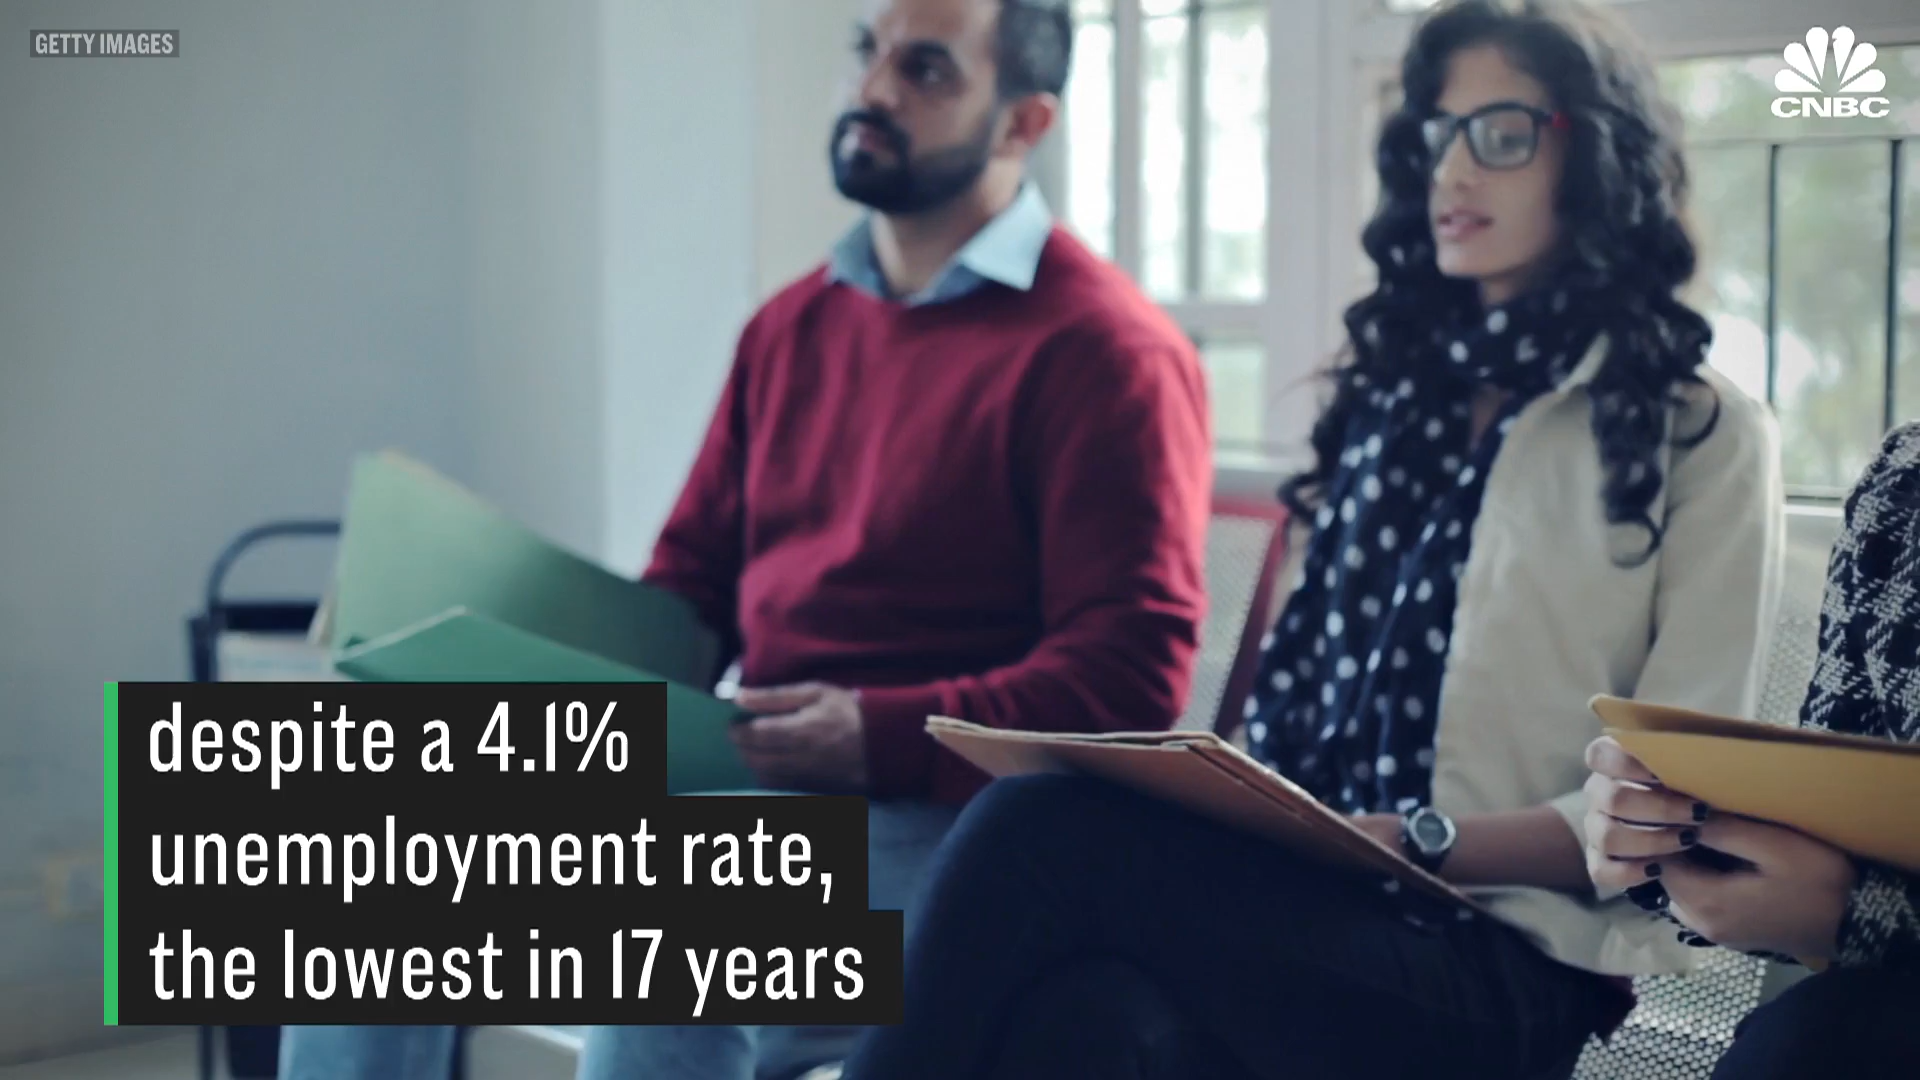 GETTY IMAGES
CNBC
despite a 4.1%
unemployment rate,
the lowest in 17 years